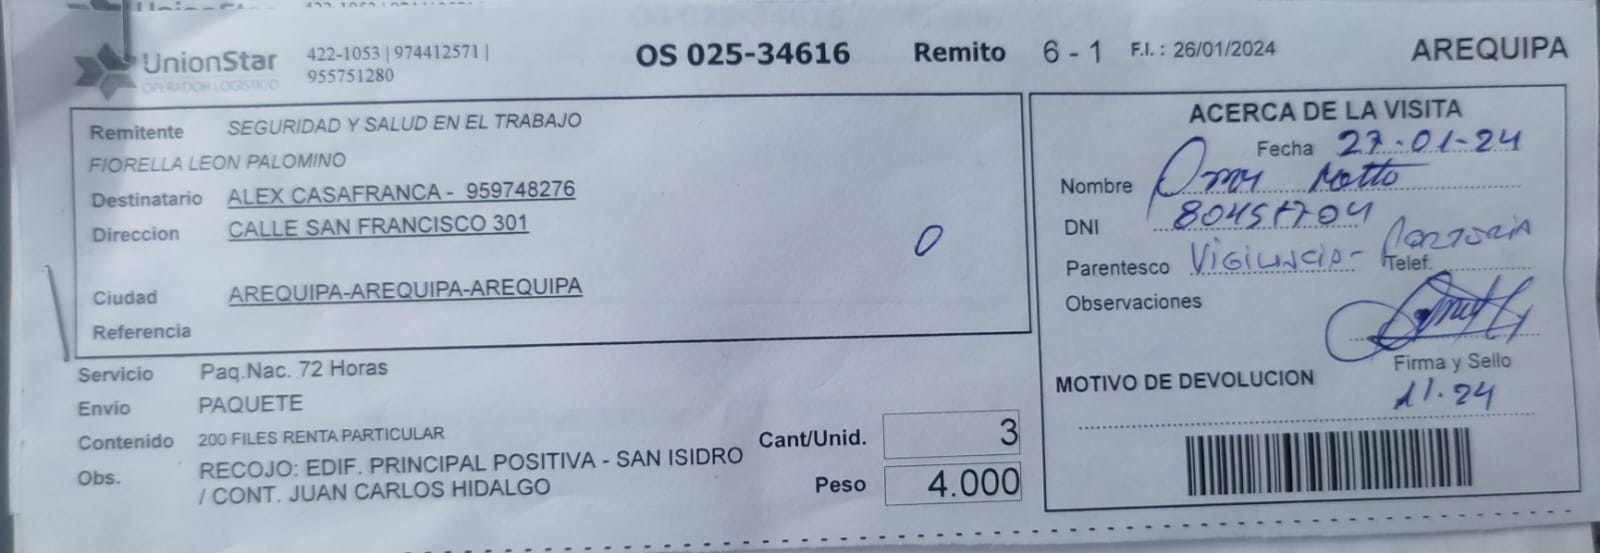 UnionStar
OPERADOR LOGISTICO
422-1053 | 974412571 |
955751280
OS 025-34616 Remito 6 - 1 F.I. : 26/01/2024 AREQUIPA
Remitente SEGURIDAD Y SALUD EN EL TRABAJO
FIORELLA LEON PALOMINO
Destinatario ALEX CASAFRANCA - 959748276
Direccion CALLE SAN FRANCISCO 301
0
Ciudad AREQUIPA-AREQUIPA-AREQUIPA
Referencia
Servicio Paq.Nac. 72 Horas
Envío PAQUETE
Contenido 200 FILES RENTA PARTICULAR
Obs. RECOJO: EDIF. PRINCIPAL POSITIVA - SAN ISIDRO
/ CONT. JUAN CARLOS HIDALGO
Cant/Unid. 3
Peso 4.000
ACERCA DE LA VISITA
Fecha 27-01-24
Nombre Omar
DNI
Parentesco
Telef.
Observaciones
Firma y Sello
MOTIVO DE DEVOLUCION 11.24